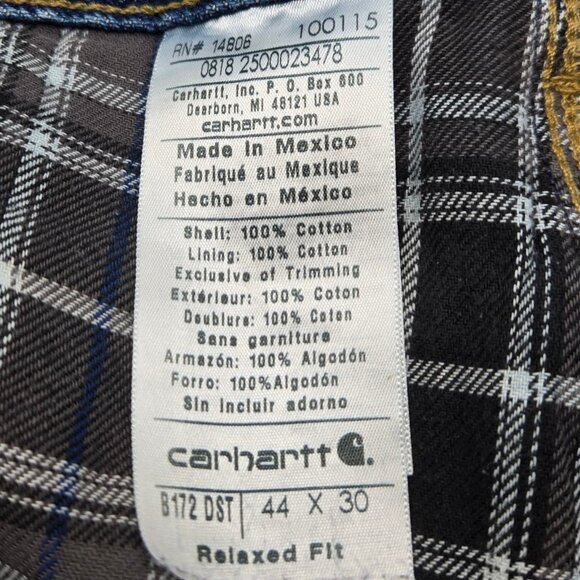 RN# 14806 100115
0818 2500023478
Carhartt, Inc. P. O. Box 600
Dearborn, MI 48121 USA
carhartt.com
Made in Mexico
Fabriqué au Mexique
Hecho en México
Shell: 100% Cotton
Lining: 100% Cotton
Exclusive of Trimming
Extérieur: 100% Coton
Doublure: 100% Coton
Sans garniture
Armazón: 100% Algodón
Forro: 100%Algodón
Sin incluir adorno
carhartt
B172 DST 44 X 30
Relaxed Fit